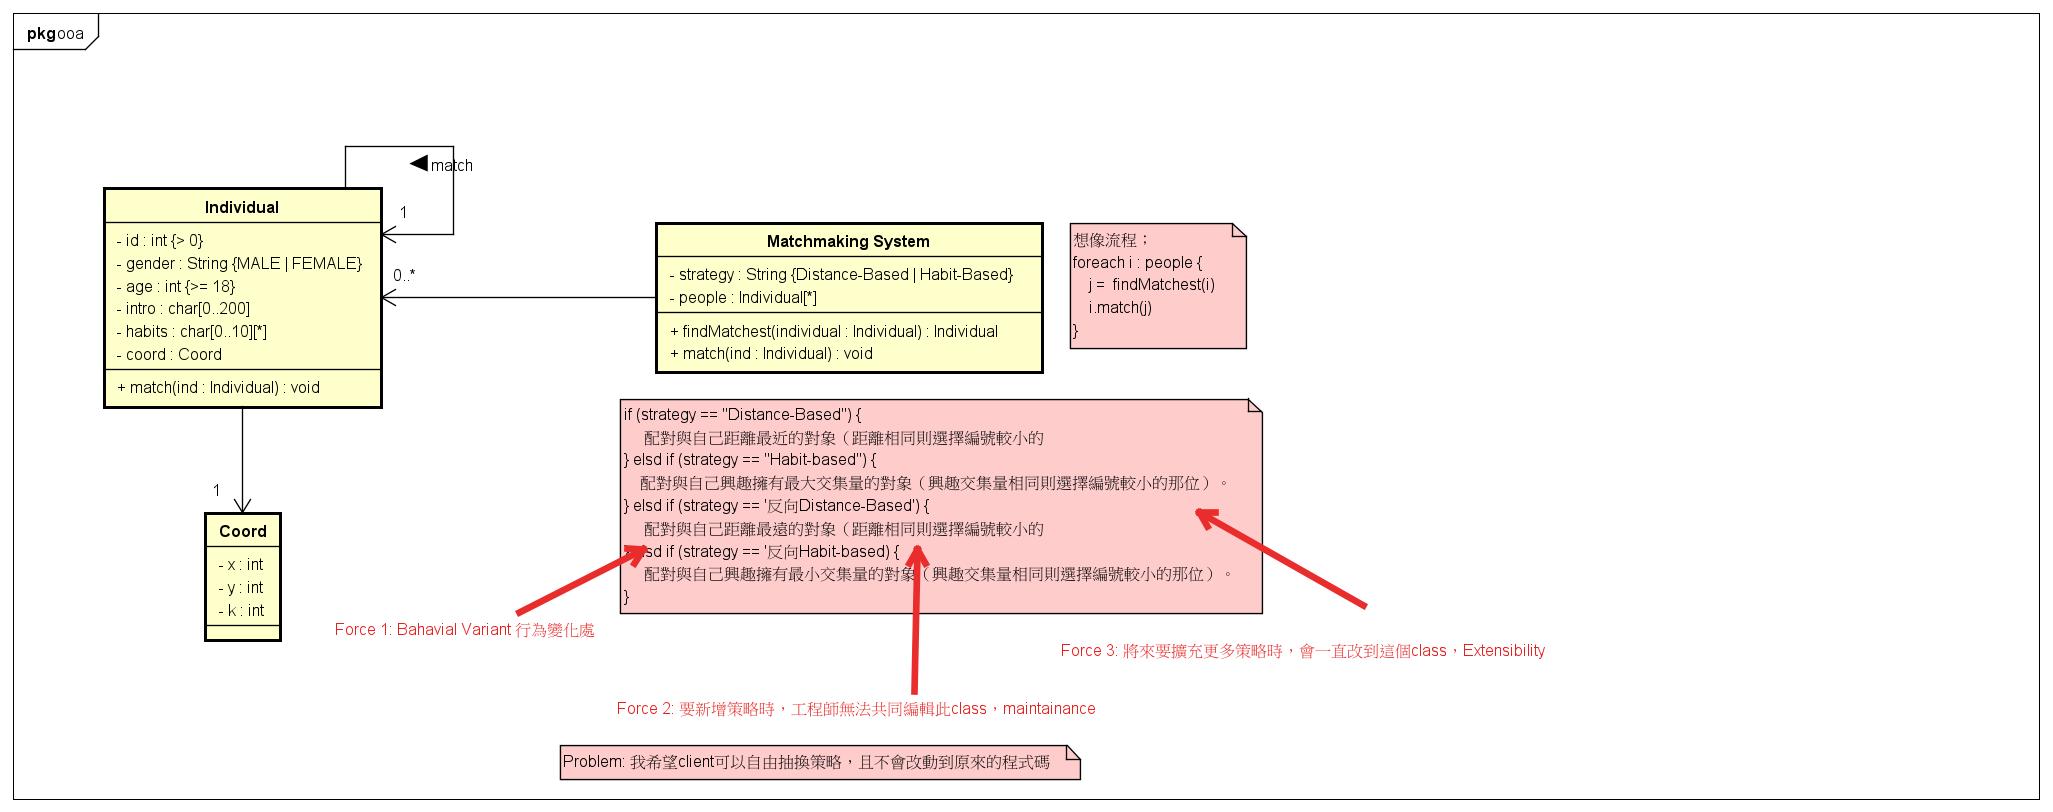 pkg ooa
match
1
Individual
- id : int {> 0}
- gender : String {MALE | FEMALE}
- age : int {>= 18}
- intro : char[0..200]
- habits : char[0..10][*]
- coord : Coord
+ match(ind : Individual) : void
0..*
Matchmaking System
- strategy : String {Distance-Based | Habit-Based}
- people : Individual[*]
+ findMatchest(individual : Individual) : Individual
+ match(ind : Individual) : void
想像流程；
foreach i : people {
j = findMatchest(i)
i.match(j)
}
if (strategy == "Distance-Based") {
配對與自己距離最近的對象（距離相同則選擇編號較小的
} elsd if (strategy == "Habit-based") {
配對與自己興趣擁有最大交集量的對象（興趣交集量相同則選擇編號較小的那位）。
} elsd if (strategy == '反向Distance-Based') {
配對與自己距離最遠的對象（距離相同則選擇編號較小的
} elsd if (strategy == '反向Habit-based) {
配對與自己興趣擁有最小交集量的對象（興趣交集量相同則選擇編號較小的那位）。
}
1
Coord
- x : int
- y : int
- k : int
Force 1: Bahavial Variant 行為變化處
Force 3: 將來要擴充更多策略時，會一直改到這個class，Extensibility
Force 2: 要新增策略時，工程師無法共同編輯此class，maintainance
Problem: 我希望client可以自由抽換策略，且不會改動到原來的程式碼